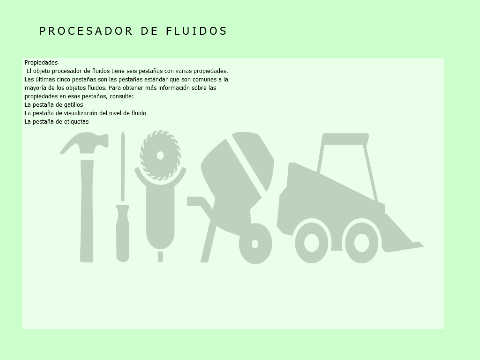 PROCESADOR DE FLUIDOS
Propiedades
El objeto procesador de fluidos tiene seis pestañas con varias propiedades.
Las últimas cinco pestañas son las pestañas estándar que son comunes a la
mayoría de los objetos fluidos. Para obtener más información sobre las
propiedades en esas pestañas, consulte:
La pestaña de gatillos
La pestaña de visualización del nivel de fluido
La pestaña de etiquetas